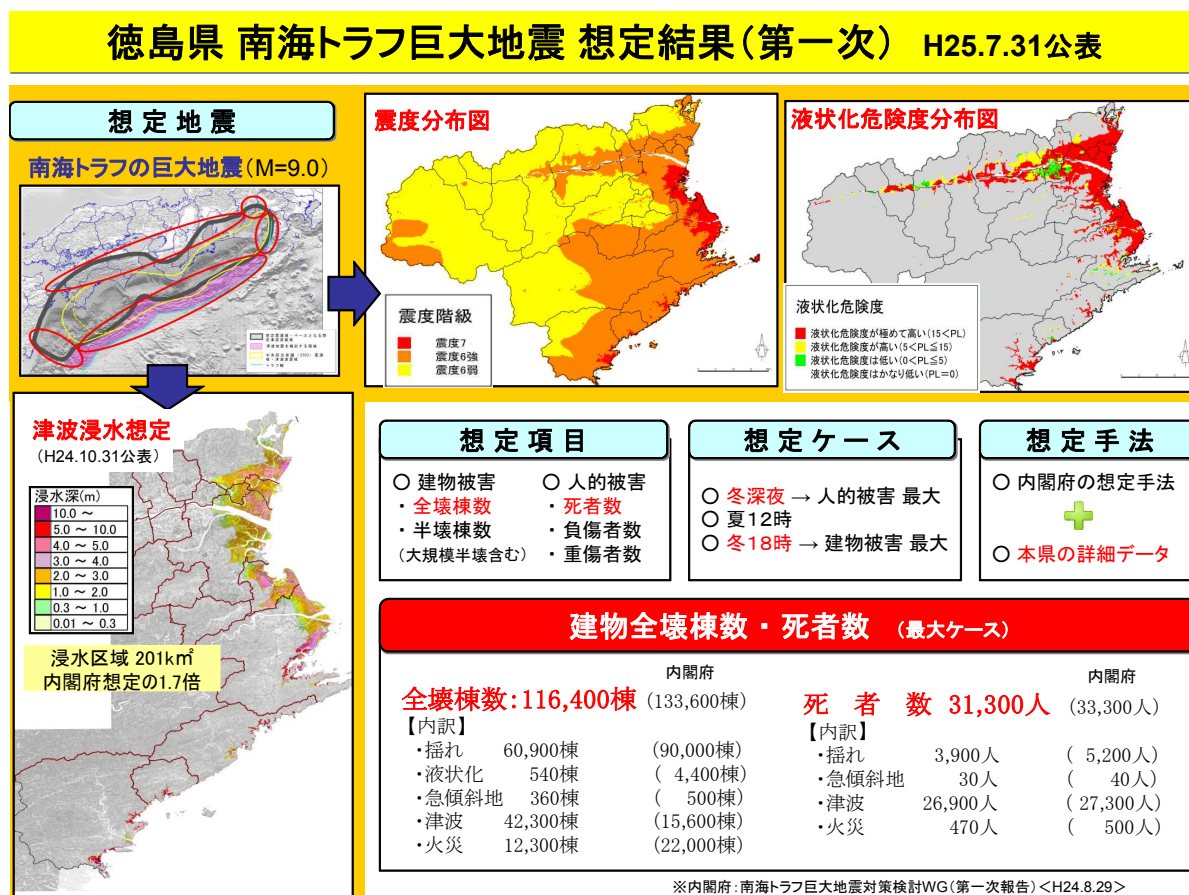 徳島県 南海トラフ巨大地震 想定結果(第一次) H25.7.31公表
想定地震
南海トラフの巨大地震(M=9.0)
トラフ軸
震度分布図
震度階級
震度7
震度6強
震度6弱
液状化危険度分布図
液状化危険度
液状化危険度が極めて高い(15<PL)
液状化危険度が高い(5<PL≦15)
液状化危険度は低い(0<PL≦5)
液状化危険度はかなり低い(PL=0)
津波浸水想定
(H24.10.31公表)
浸水深(m)
10.0 ~
5.0 ~ 10.0
4.0 ~ 5.0
3.0 ~ 4.0
2.0 ~ 3.0
1.0 ~ 2.0
0.3 ~ 1.0
0.01 ~ 0.3
浸水区域 201k㎡
内閣府想定の1.7倍
想定項目
○ 建物被害
・全壊棟数
・半壊棟数
(大規模半壊含む)
○ 人的被害
・死者数
・負傷者数
・重傷者数
想定ケース
○ 冬深夜 → 人的被害 最大
○ 夏12時
○ 冬18時 → 建物被害 最大
想定手法
○ 内閣府の想定手法
○ 本県の詳細データ
建物全壊棟数・死者数 (最大ケース)
内閣府
全壊棟数:116,400棟 (133,600棟)
【内訳】
・揺れ 60,900棟 (90,000棟)
・液状化 540棟 ( 4,400棟)
・急傾斜地 360棟 ( 500棟)
・津波 42,300棟 (15,600棟)
・火災 12,300棟 (22,000棟)
内閣府
死 者 数 31,300人 (33,300人)
【内訳】
・揺れ 3,900人 ( 5,200人)
・急傾斜地 30人 ( 40人)
・津波 26,900人 ( 27,300人)
・火災 470人 ( 500人)
※内閣府:南海トラフ巨大地震対策検討WG(第一次報告)<H24.8.29>